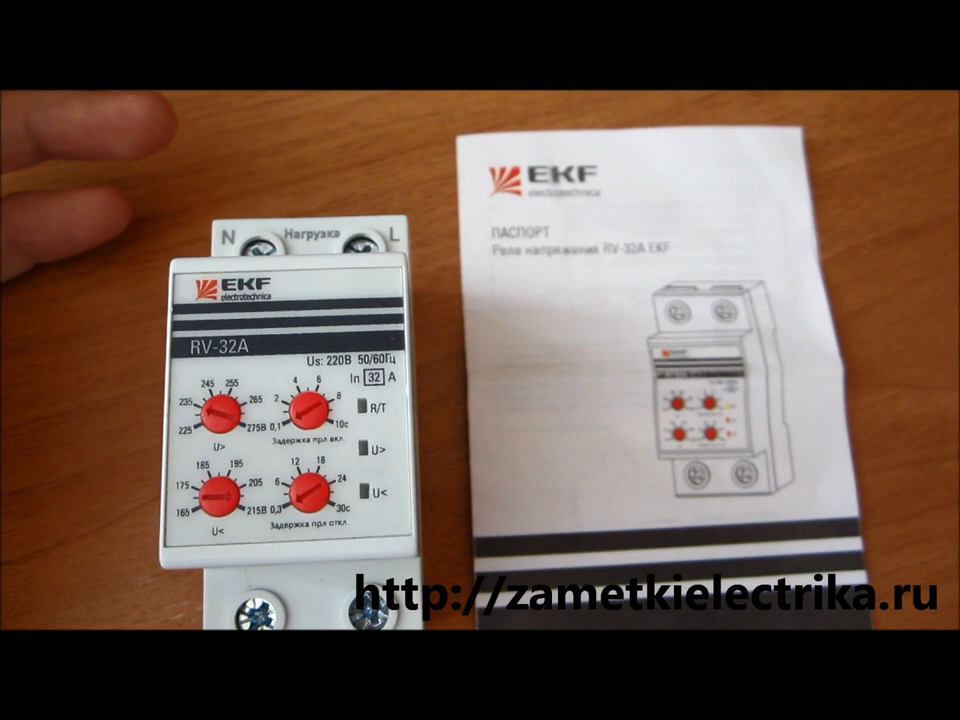 N Нагрузка L
EKF
electrotechnica
RV-32A
Us: 220В 50/60Гц
In 32 A
225 235 245 255 265 275В
U>
0,1 2 4 6 8 10с
Задержка при вкл.
R/T
U>
U<
165 175 185 195 205 215В
U<
0,3 6 12 18 24 30с
Задержка при откл.
EKF
electrotechnica
ПАСПОРТ
Реле напряжения RV-32A EKF
EKF
http://zametkielectrika.ru